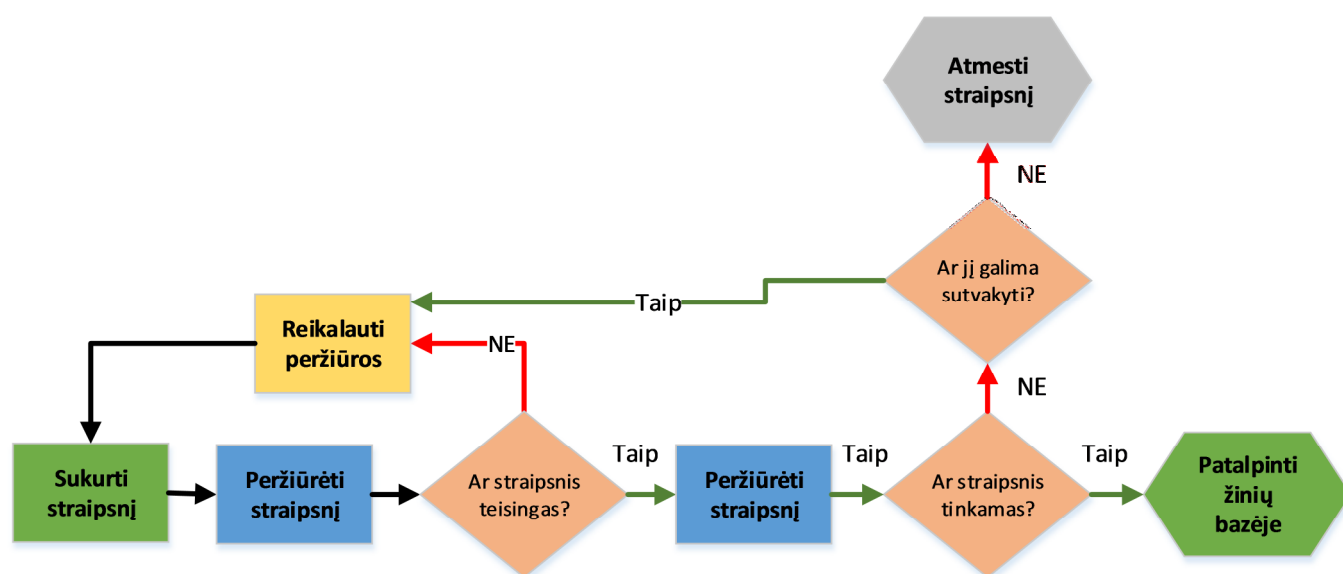 Atmesti
straipsnį
NE
Ar jį galima
sutvakyti?
Taip
Reikalauti
peržiūros
NE
NE
Sukurti
straipsnį
Peržiūrėti
straipsnį
Ar straipsnis
teisingas?
Taip
Peržiūrėti
straipsnį
Taip
Ar straipsnis
tinkamas?
Taip
Patalpinti
žinių
bazėje